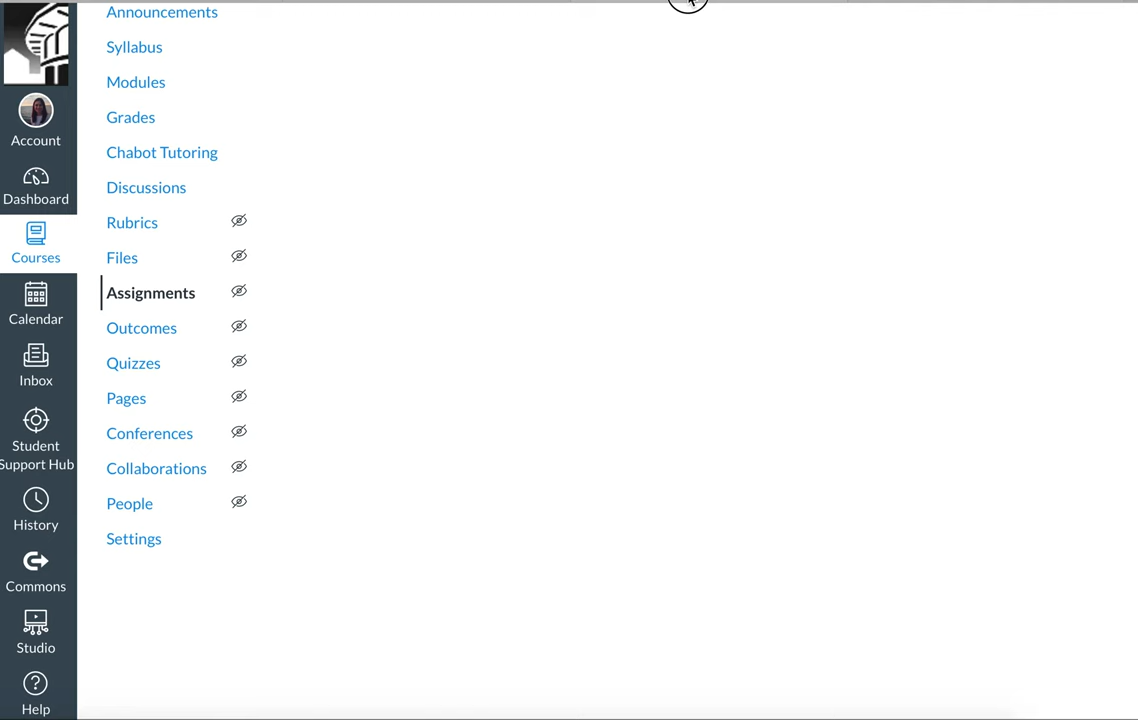 Announcements
Syllabus
Modules
Grades
Chabot Tutoring
Discussions
Rubrics
Files
Assignments
Outcomes
Quizzes
Pages
Conferences
Collaborations
People
Settings
Account
Dashboard
Courses
Calendar
Inbox
Student
Support Hub
History
Commons
Studio
Help